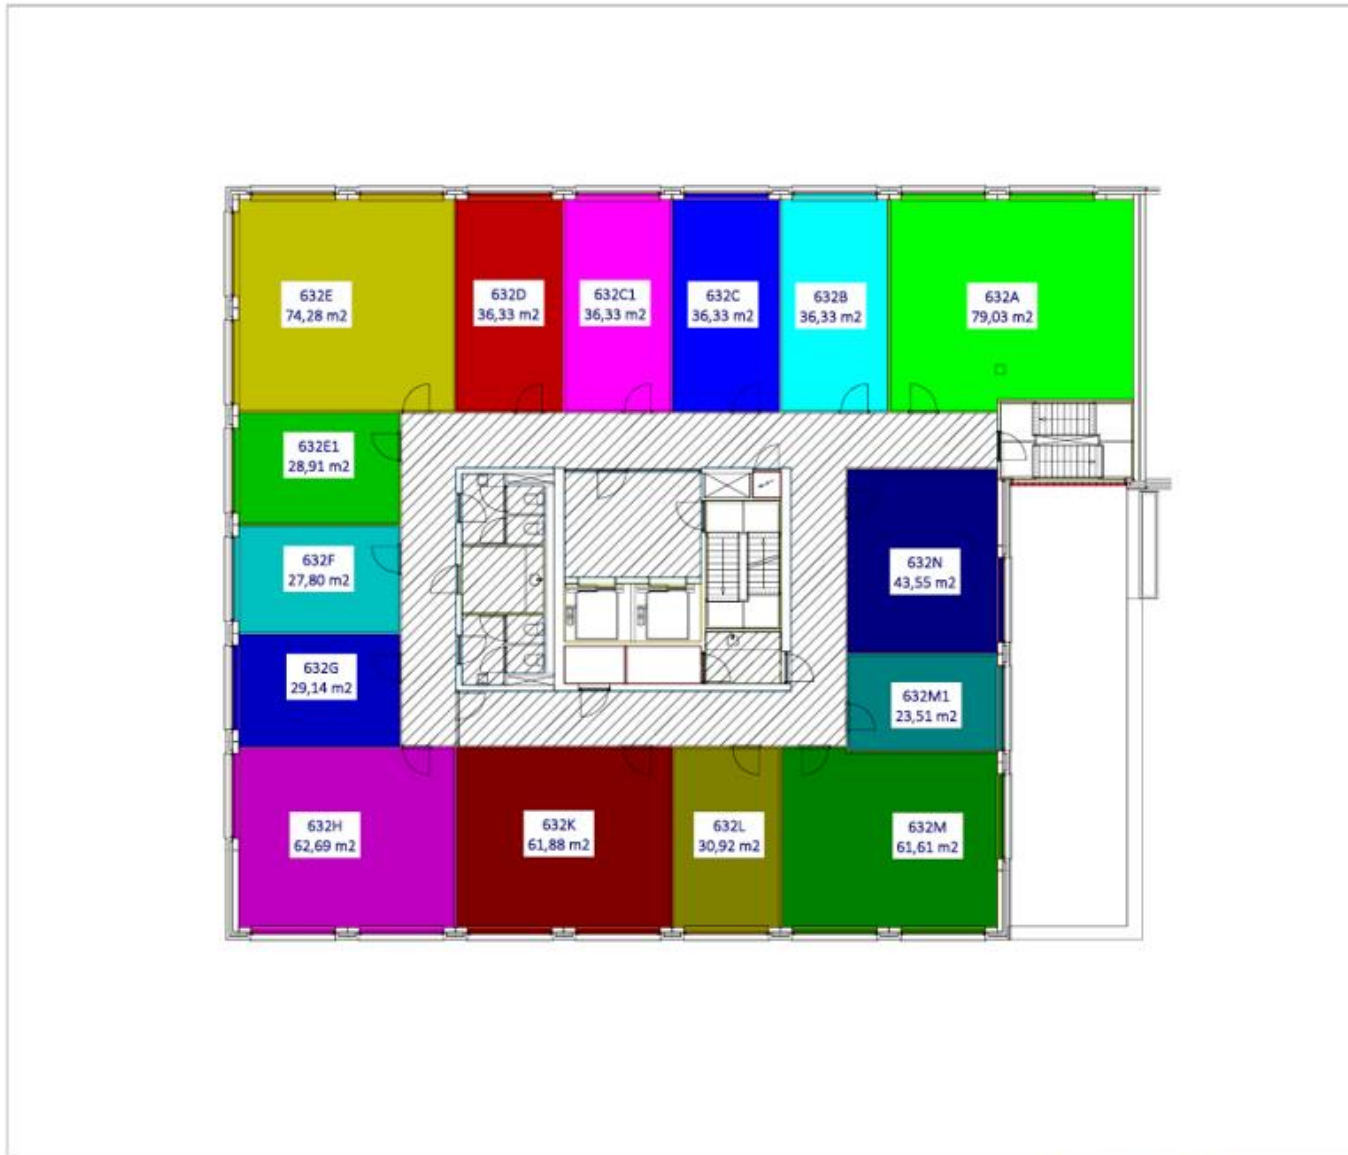 632E
74,28 m2
632D
36,33 m2
632C1
36,33 m2
632C
36,33 m2
632B
36,33 m2
632A
79,03 m2
632E1
28,91 m2
632F
27,80 m2
632N
43,55 m2
632G
29,14 m2
632M1
23,51 m2
632H
62,69 m2
632K
61,88 m2
632L
30,92 m2
632M
61,61 m2